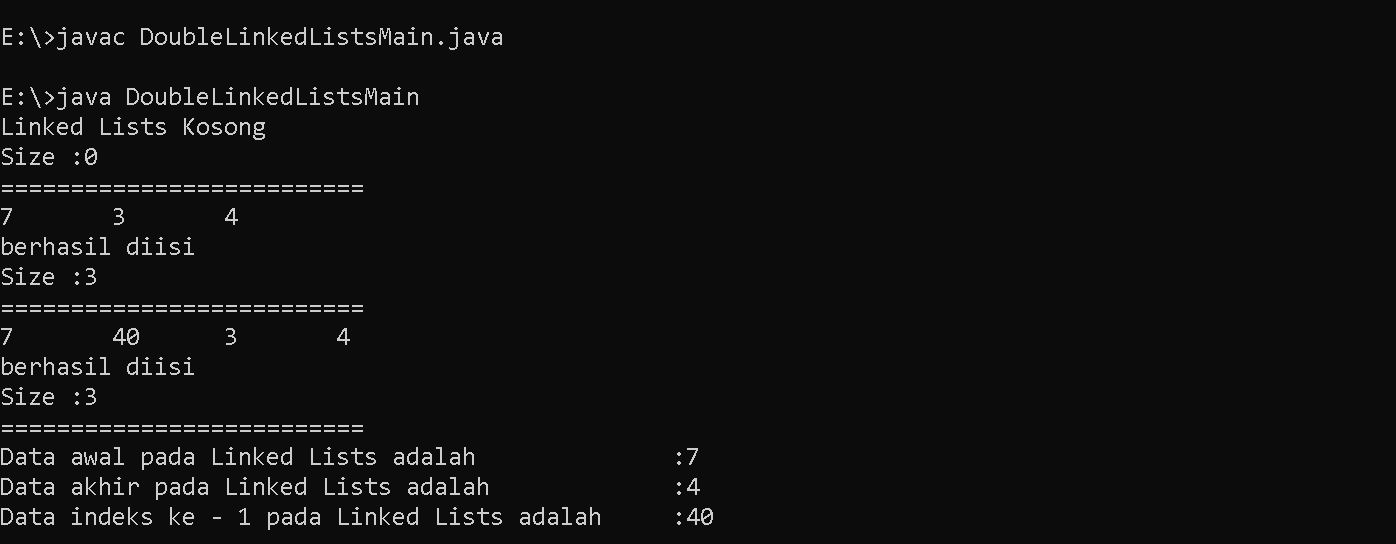 E:\>javac DoubleLinkedListsMain.java
E:\>java DoubleLinkedListsMain
Linked Lists Kosong
Size :0
==========================
7       3       4
berhasil diisi
Size :3
==========================
7       40      3       4
berhasil diisi
Size :3
==========================
Data awal pada Linked Lists adalah              :7
Data akhir pada Linked Lists adalah             :4
Data indeks ke - 1 pada Linked Lists adalah     :40